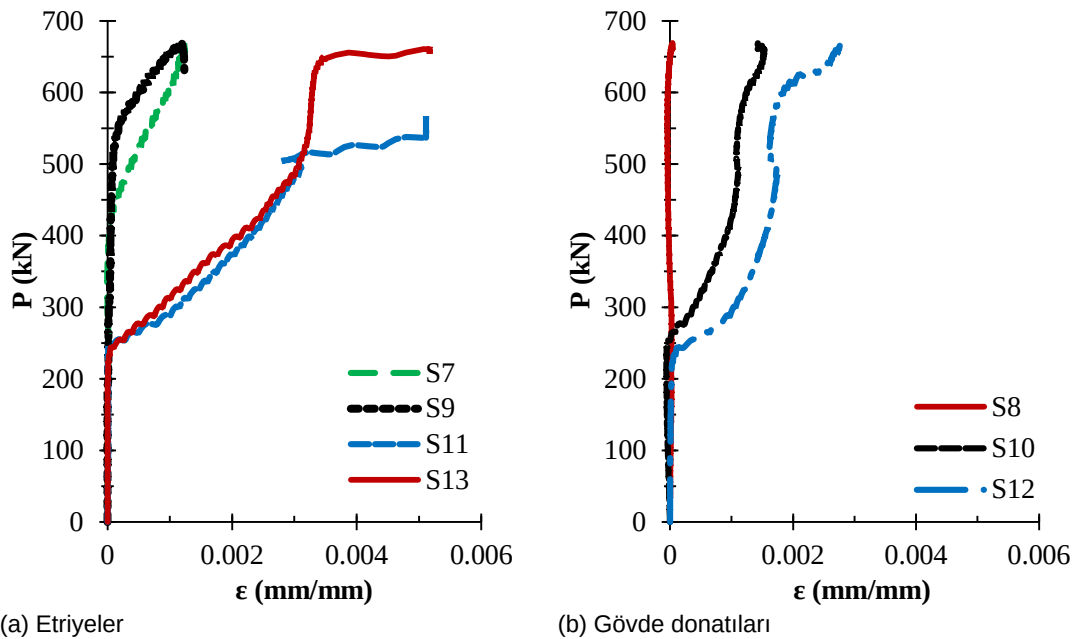 P (kN)
700
600
500
400
300
200
100
0
0 0.002 0.004 0.006
ε (mm/mm)
S7
S9
S11
S13
(a) Etriyeler
P (kN)
700
600
500
400
300
200
100
0
0 0.002 0.004 0.006
ε (mm/mm)
S8
S10
S12
(b) Gövde donatıları